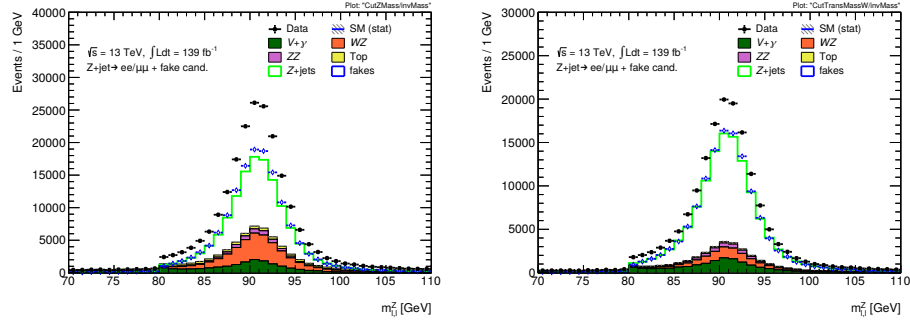 Plot: "CutZMass/invMass"
Events / 1 GeV
40000
35000
30000
25000
20000
15000
10000
5000
0
√s = 13 TeV, ∫Ldt = 139 fb⁻¹
Z+jet→ ee/μμ + fake cand.
Data
SM (stat)
V+γ
WZ
ZZ
Top
Z+jets
fakes
70 75 80 85 90 95 100 105 110
m^Z_{l,l} [GeV]
Plot: "CutTransMassW/invMass"
Events / 1 GeV
30000
25000
20000
15000
10000
5000
0
√s = 13 TeV, ∫Ldt = 139 fb⁻¹
Z+jet→ ee/μμ + fake cand.
Data
SM (stat)
V+γ
WZ
ZZ
Top
Z+jets
fakes
70 75 80 85 90 95 100 105 110
m^Z_{l,l} [GeV]